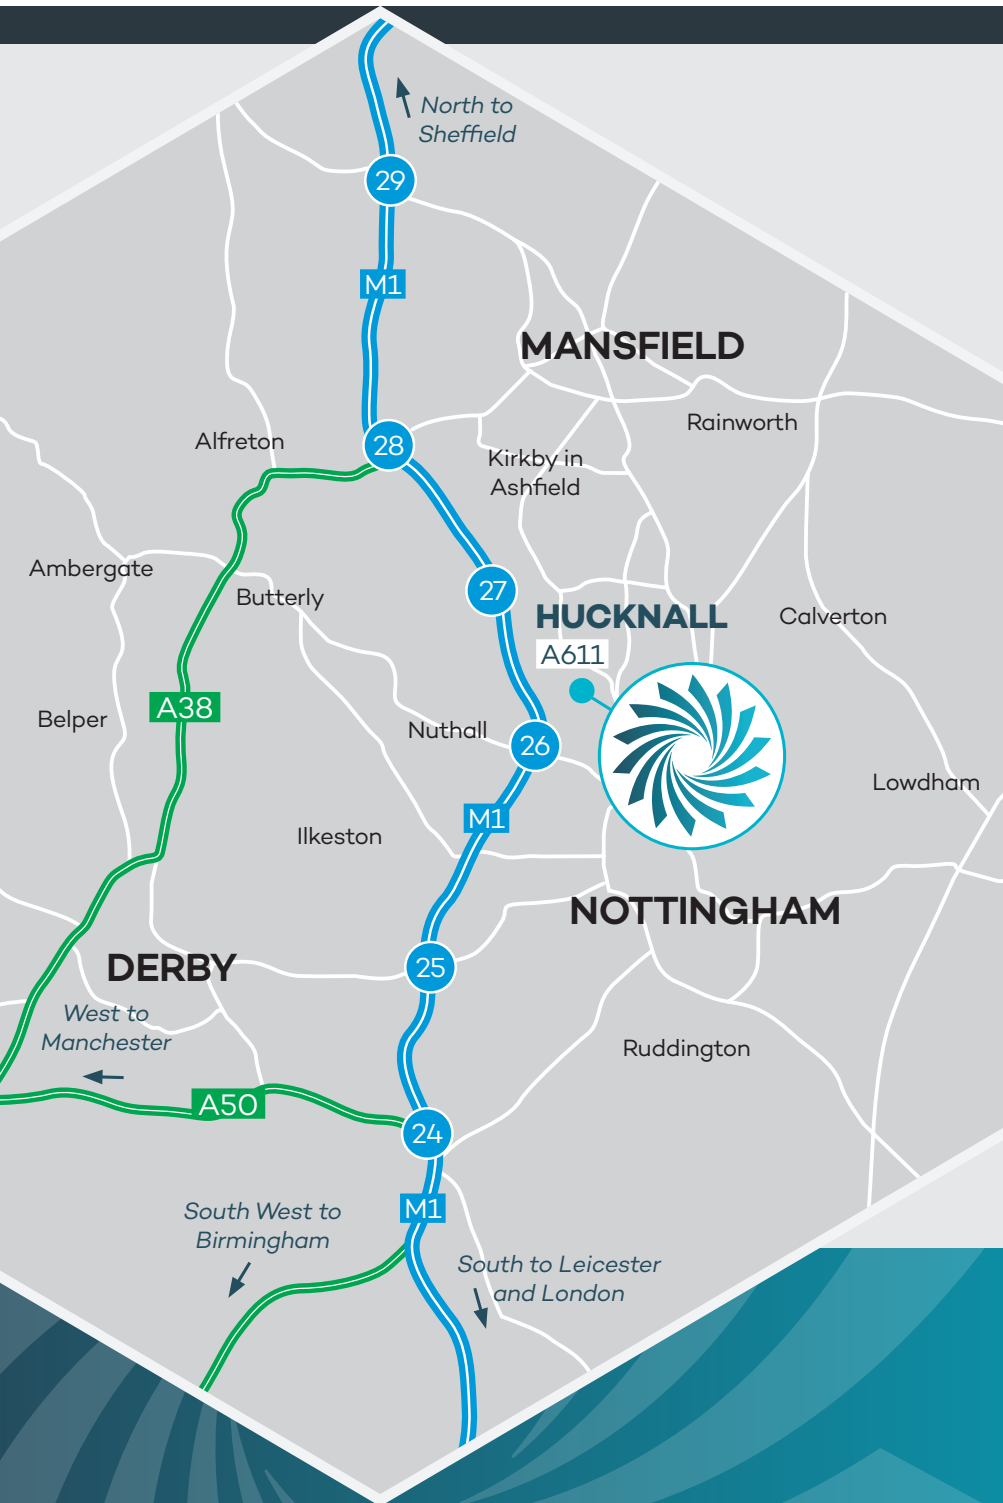 North to
Sheffield
29
M1
MANSFIELD
Rainworth
Alfreton
28
Kirkby in
Ashfield
Ambergate
27
Butterly
HUCKNALL
Calverton
A611
A38
Belper
Nuthall
26
Lowdham
M1
Ilkeston
NOTTINGHAM
DERBY
25
West to
Manchester
Ruddington
A50
24
M1
South West to
Birmingham
South to Leicester
and London